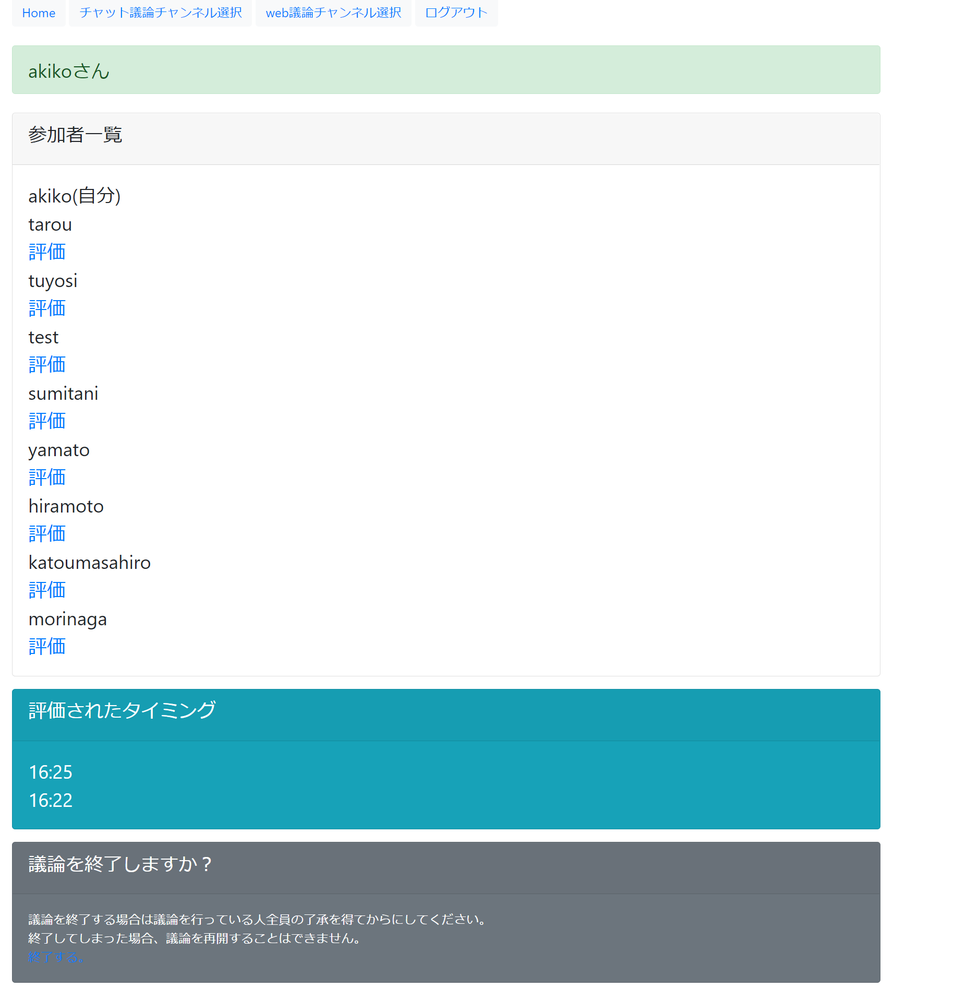 Home チャット議論チャンネル選択 web議論チャンネル選択 ログアウト
akikoさん
参加者一覧
akiko(自分)
tarou
評価
tuyosi
評価
test
評価
sumitani
評価
yamato
評価
hiramoto
評価
katoumasahiro
評価
morinaga
評価
評価されたタイミング
16:25
16:22
議論を終了しますか？
議論を終了する場合は議論を行っている人全員の了承を得てからにしてください。
終了してしまった場合、議論を再開することはできません。
終了する。